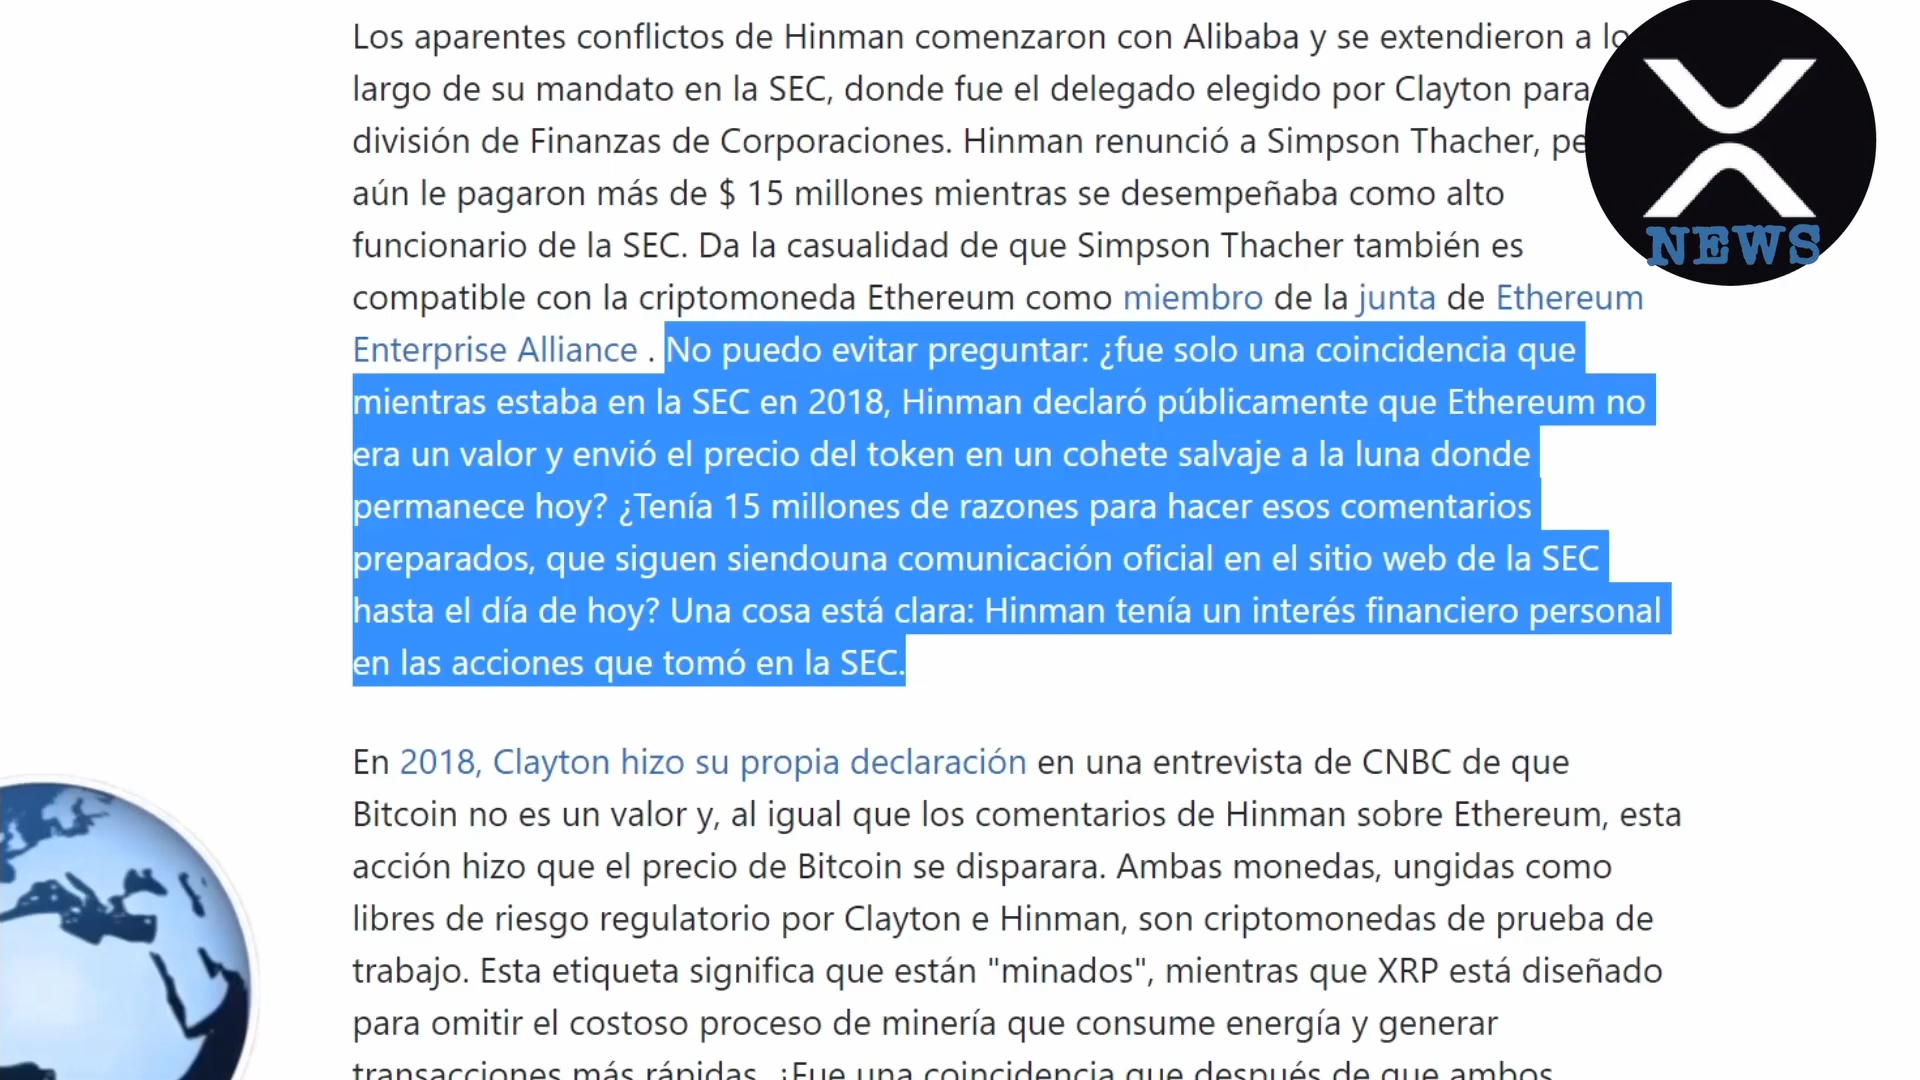 Los aparentes conflictos de Hinman comenzaron con Alibaba y se extendieron a lo
largo de su mandato en la SEC, donde fue el delegado elegido por Clayton para
división de Finanzas de Corporaciones. Hinman renunció a Simpson Thacher,
aún le pagaron más de $ 15 millones mientras se desempeñaba como alto
funcionario de la SEC. Da la casualidad de que Simpson Thacher también es
compatible con la criptomoneda Ethereum como miembro de la junta de Ethereum
Enterprise Alliance . No puedo evitar preguntar: ¿fue solo una coincidencia que
mientras estaba en la SEC en 2018, Hinman declaró públicamente que Ethereum no
era un valor y envió el precio del token en un cohete salvaje a la luna donde
permanece hoy? ¿Tenía 15 millones de razones para hacer esos comentarios
preparados, que siguen siendouna comunicación oficial en el sitio web de la SEC
hasta el día de hoy? Una cosa está clara: Hinman tenía un interés financiero personal
en las acciones que tomó en la SEC.
En 2018, Clayton hizo su propia declaración en una entrevista de CNBC de que
Bitcoin no es un valor y, al igual que los comentarios de Hinman sobre Ethereum, esta
acción hizo que el precio de Bitcoin se disparara. Ambas monedas, ungidas como
libres de riesgo regulatorio por Clayton e Hinman, son criptomonedas de prueba de
trabajo. Esta etiqueta significa que están "minados", mientras que XRP está diseñado
para omitir el costoso proceso de minería que consume energía y generar
transacciones más rápidas. ¿Fue una coincidencia que después de que ambos
NEWS